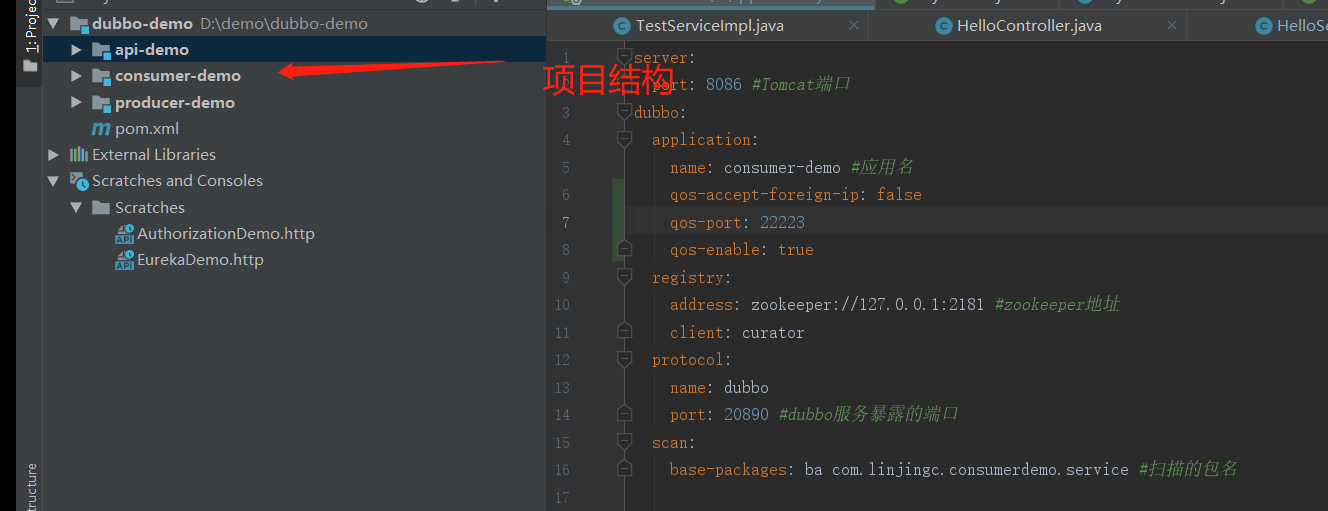 1: Project
dubbo-demo D:\demo\dubbo-demo
api-demo
consumer-demo
producer-demo
pom.xml
External Libraries
Scratches and Consoles
Scratches
AuthorizationDemo.http
EurekaDemo.http
项目结构
TestServiceImpl.java
HelloController.java
1 server:
port: 8086 #Tomcat端口
3 dubbo:
4 application:
5 name: consumer-demo #应用名
6 qos-accept-foreign-ip: false
7 qos-port: 22223
8 qos-enable: true
9 registry:
10 address: zookeeper://127.0.0.1:2181 #zookeeper地址
11 client: curator
12 protocol:
13 name: dubbo
14 port: 20890 #dubbo服务暴露的端口
15 scan:
16 base-packages: ba com.linjingc.consumerdemo.service #扫描的包名
17